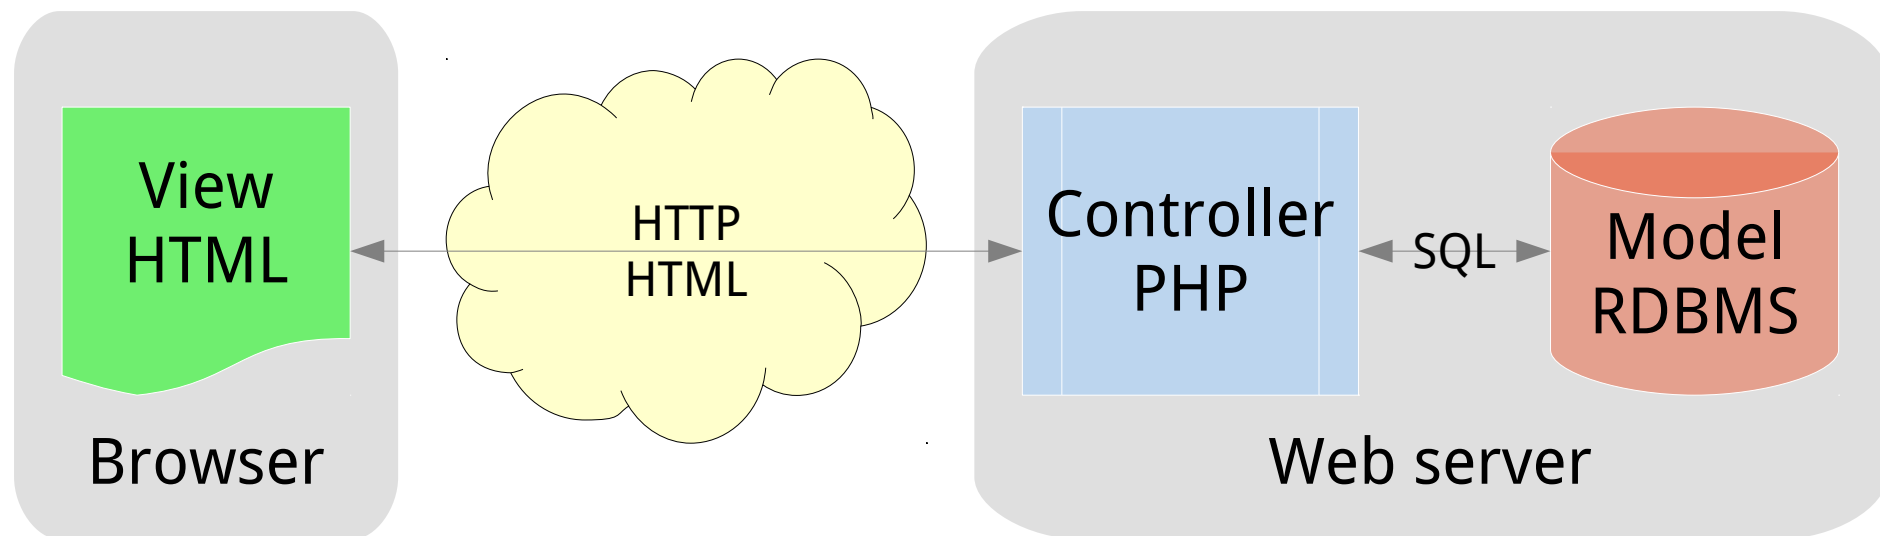 View
HTML
Browser
HTTP
HTML
Controller
PHP
SQL
Model
RDBMS
Web server